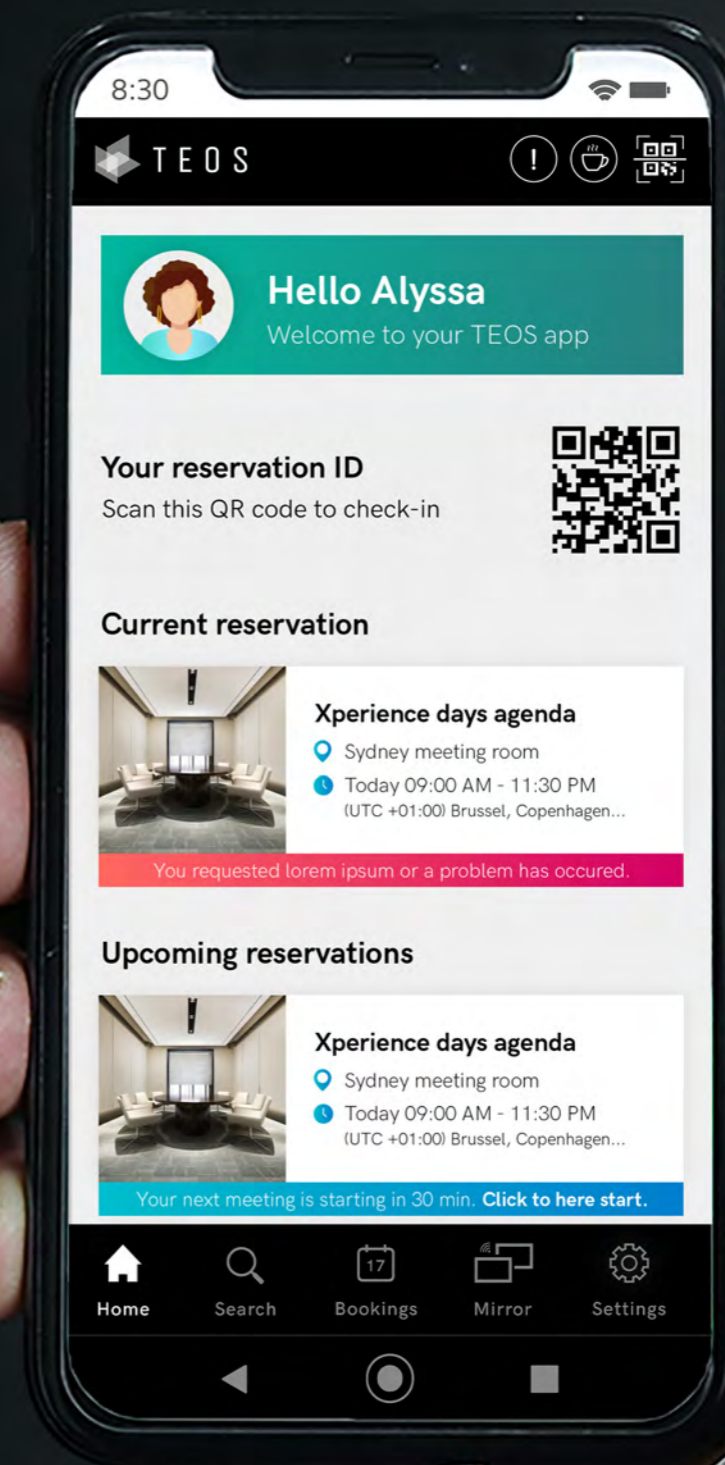 8:30
TEOS
!
Hello Alyssa
Welcome to your TEOS app
Your reservation ID
Scan this QR code to check-in
Current reservation
Xperience days agenda
Sydney meeting room
Today 09:00 AM - 11:30 PM
(UTC +01:00) Brussel, Copenhagen...
You requested lorem ipsum or a problem has occured.
Upcoming reservations
Xperience days agenda
Sydney meeting room
Today 09:00 AM - 11:30 PM
(UTC +01:00) Brussel, Copenhagen...
Your next meeting is starting in 30 min. Click to here start.
17
Home Search Bookings Mirror Settings